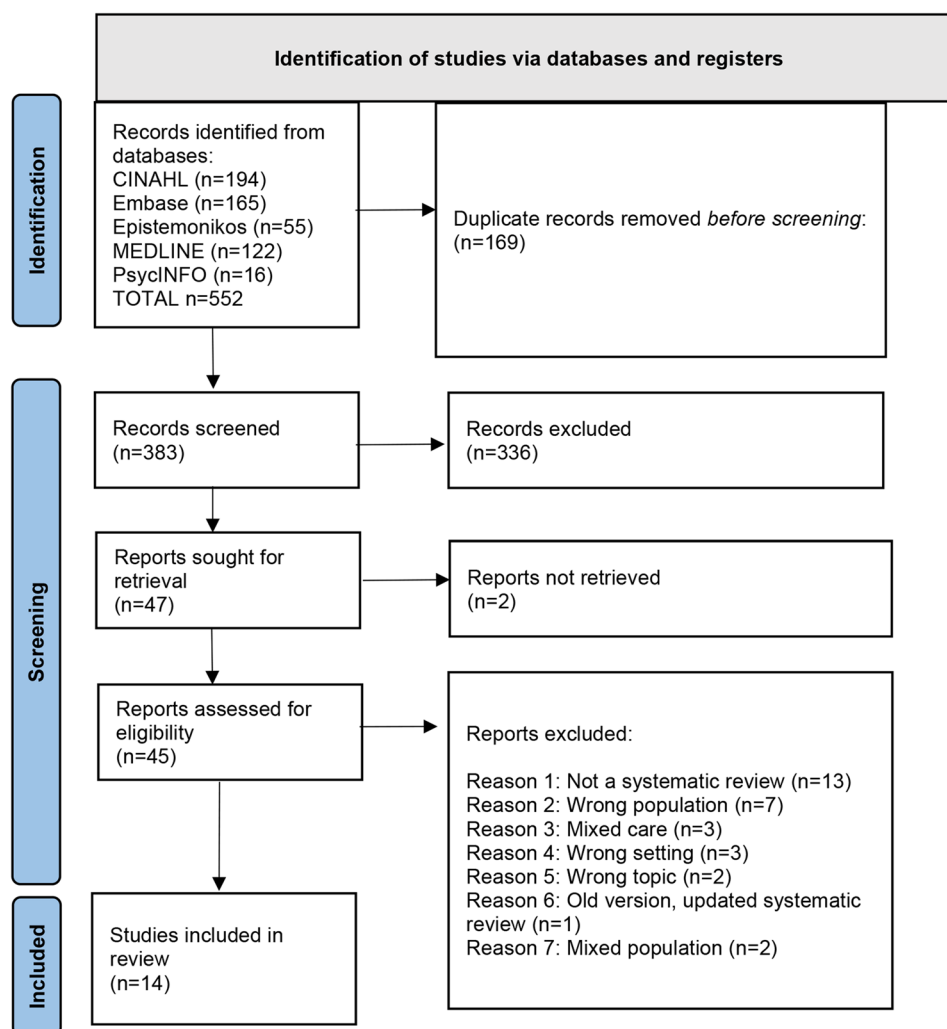 Identification of studies via databases and registers
Identification
Records identified from
databases:
CINAHL (n=194)
Embase (n=165)
Epistemonikos (n=55)
MEDLINE (n=122)
PsycINFO (n=16)
TOTAL n=552
Duplicate records removed before screening:
(n=169)
Screening
Records screened
(n=383)
Records excluded
(n=336)
Reports sought for
retrieval
(n=47)
Reports not retrieved
(n=2)
Reports assessed for
eligibility
(n=45)
Reports excluded:
Reason 1: Not a systematic review (n=13)
Reason 2: Wrong population (n=7)
Reason 3: Mixed care (n=3)
Reason 4: Wrong setting (n=3)
Reason 5: Wrong topic (n=2)
Reason 6: Old version, updated systematic
review (n=1)
Reason 7: Mixed population (n=2)
Included
Studies included in
review
(n=14)